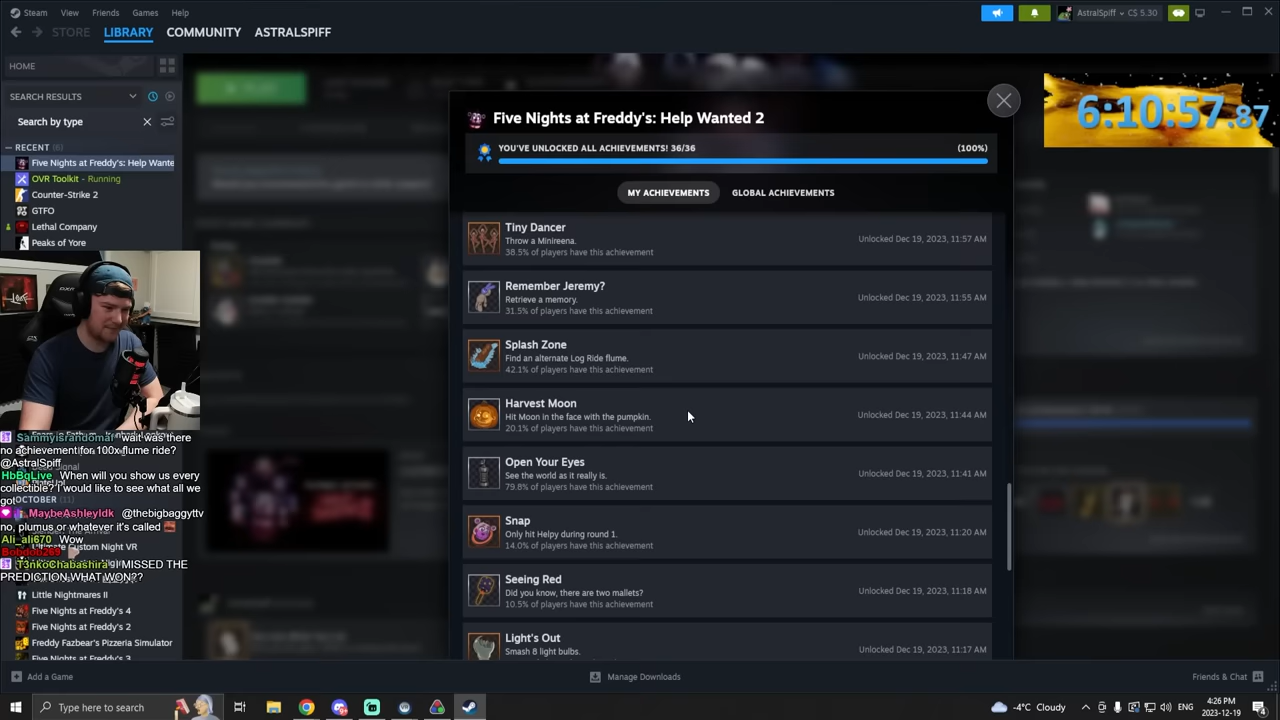 Steam View Friends Games Help
AstralSpiff CS 5.30
STORE LIBRARY COMMUNITY ASTRALSPIFF
HOME
SEARCH RESULTS
Search by type
RECENT (6)
Five Nights at Freddy's: Help Wante
OVR Toolkit - Running
Counter-Strike 2
GTFO
Lethal Company
Peaks of Yore
6:10:57.87
Five Nights at Freddy's: Help Wanted 2
YOU'VE UNLOCKED ALL ACHIEVEMENTS! 36/36 (100%)
MY ACHIEVEMENTS GLOBAL ACHIEVEMENTS
Tiny Dancer
Throw a Minireena.
38.5% of players have this achievement
Unlocked Dec 19, 2023, 11:57 AM
Remember Jeremy?
Retrieve a memory.
31.5% of players have this achievement
Unlocked Dec 19, 2023, 11:55 AM
Splash Zone
Find an alternate Log Ride flume.
42.1% of players have this achievement
Unlocked Dec 19, 2023, 11:47 AM
Harvest Moon
Hit Moon in the face with the pumpkin.
20.1% of players have this achievement
Unlocked Dec 19, 2023, 11:44 AM
Open Your Eyes
See the world as it really is.
79.8% of players have this achievement
Unlocked Dec 19, 2023, 11:41 AM
Snap
Only hit Helpy during round 1.
14.0% of players have this achievement
Unlocked Dec 19, 2023, 11:20 AM
Seeing Red
Did you know, there are two mallets?
10.5% of players have this achievement
Unlocked Dec 19, 2023, 11:18 AM
Light's Out
Smash 8 light bulbs.
Unlocked Dec 19, 2023, 11:17 AM
Sammyisrandomaf wait was there
no achievement for 100x flume ride?
@AstralSpiff
HbBqLive When will you show us every
collectible? I would like to see what all we
got
MaybeAshleyIdk @thebigbaggyttv
no, plumus or whatever it's called
Ali_ali670 Wow
Bobdob269
T3nkoChabashira I MISSED THE
PREDICTION WHAT WON??
OCTOBER
Ultimate Custom Night VR
Little Nightmares II
Five Nights at Freddy's 4
Five Nights at Freddy's 2
Freddy Fazbear's Pizzeria Simulator
Five Nights at Freddy's 3
Add a Game
Manage Downloads
Friends & Chat
Type here to search
-4°C Cloudy
ENG
4:26 PM
2023-12-19
4